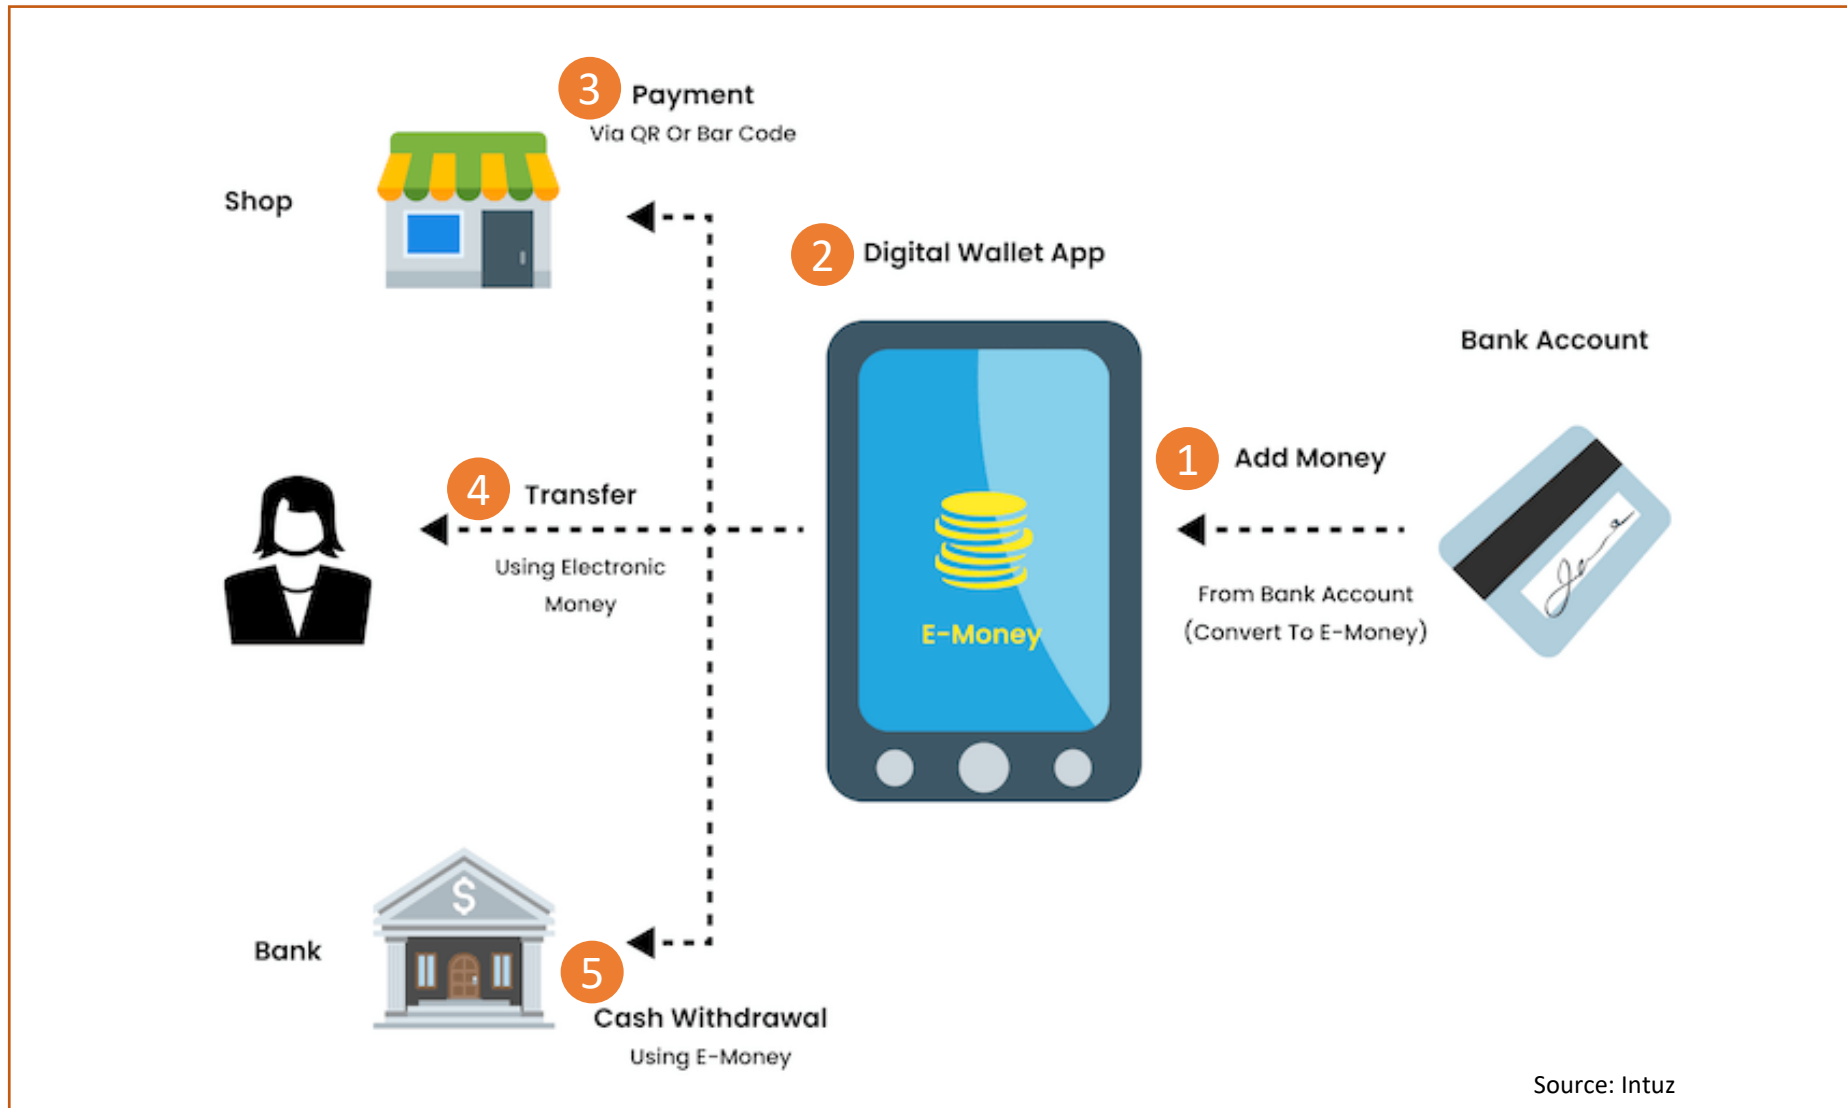 3 Payment
Via QR Or Bar Code
Shop
2 Digital Wallet App
Bank Account
1 Add Money
4 Transfer
Using Electronic
Money
E-Money
From Bank Account
(Convert To E-Money)
$
Bank
5
Cash Withdrawal
Using E-Money
Source: Intuz